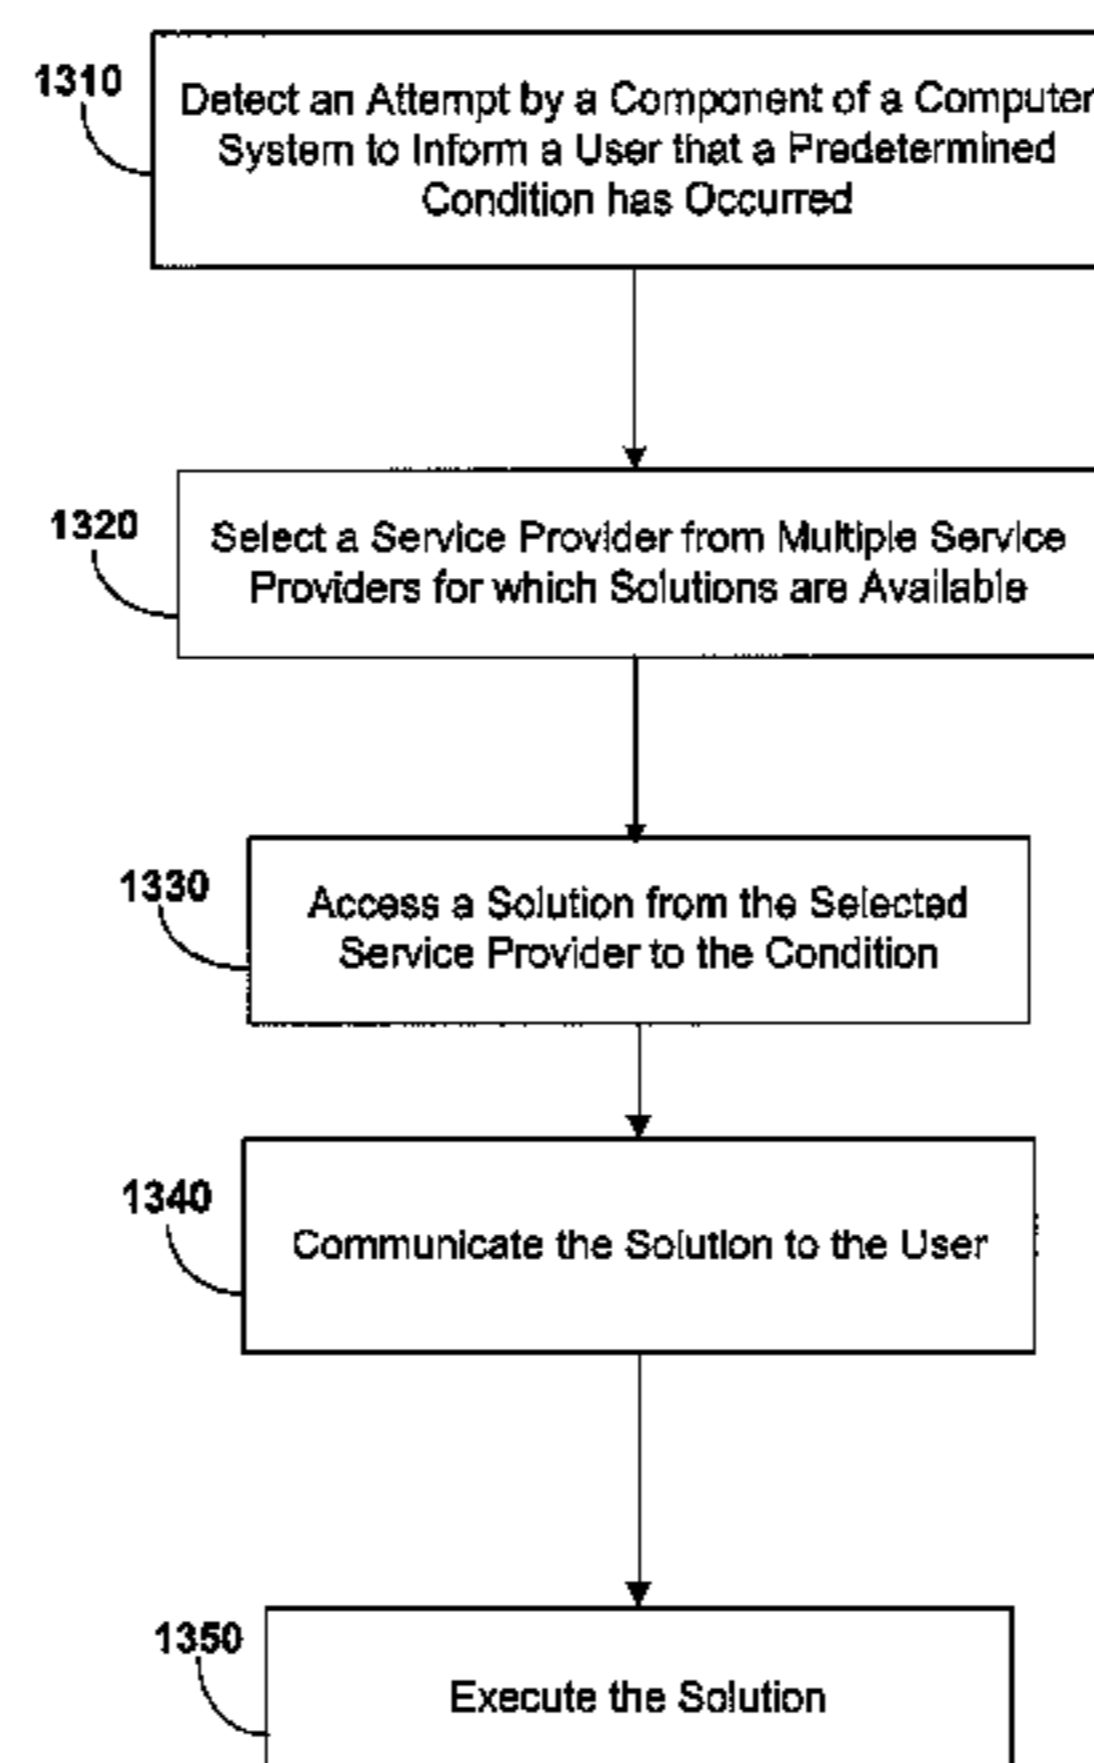 1310
Detect an Attempt by a Component of a Computer
System to Inform a User that a Predetermined
Condition has Occurred
1320
Select a Service Provider from Multiple Service
Providers for which Solutions are Available
1330
Access a Solution from the Selected
Service Provider to the Condition
1340
Communicate the Solution to the User
1350
Execute the Solution